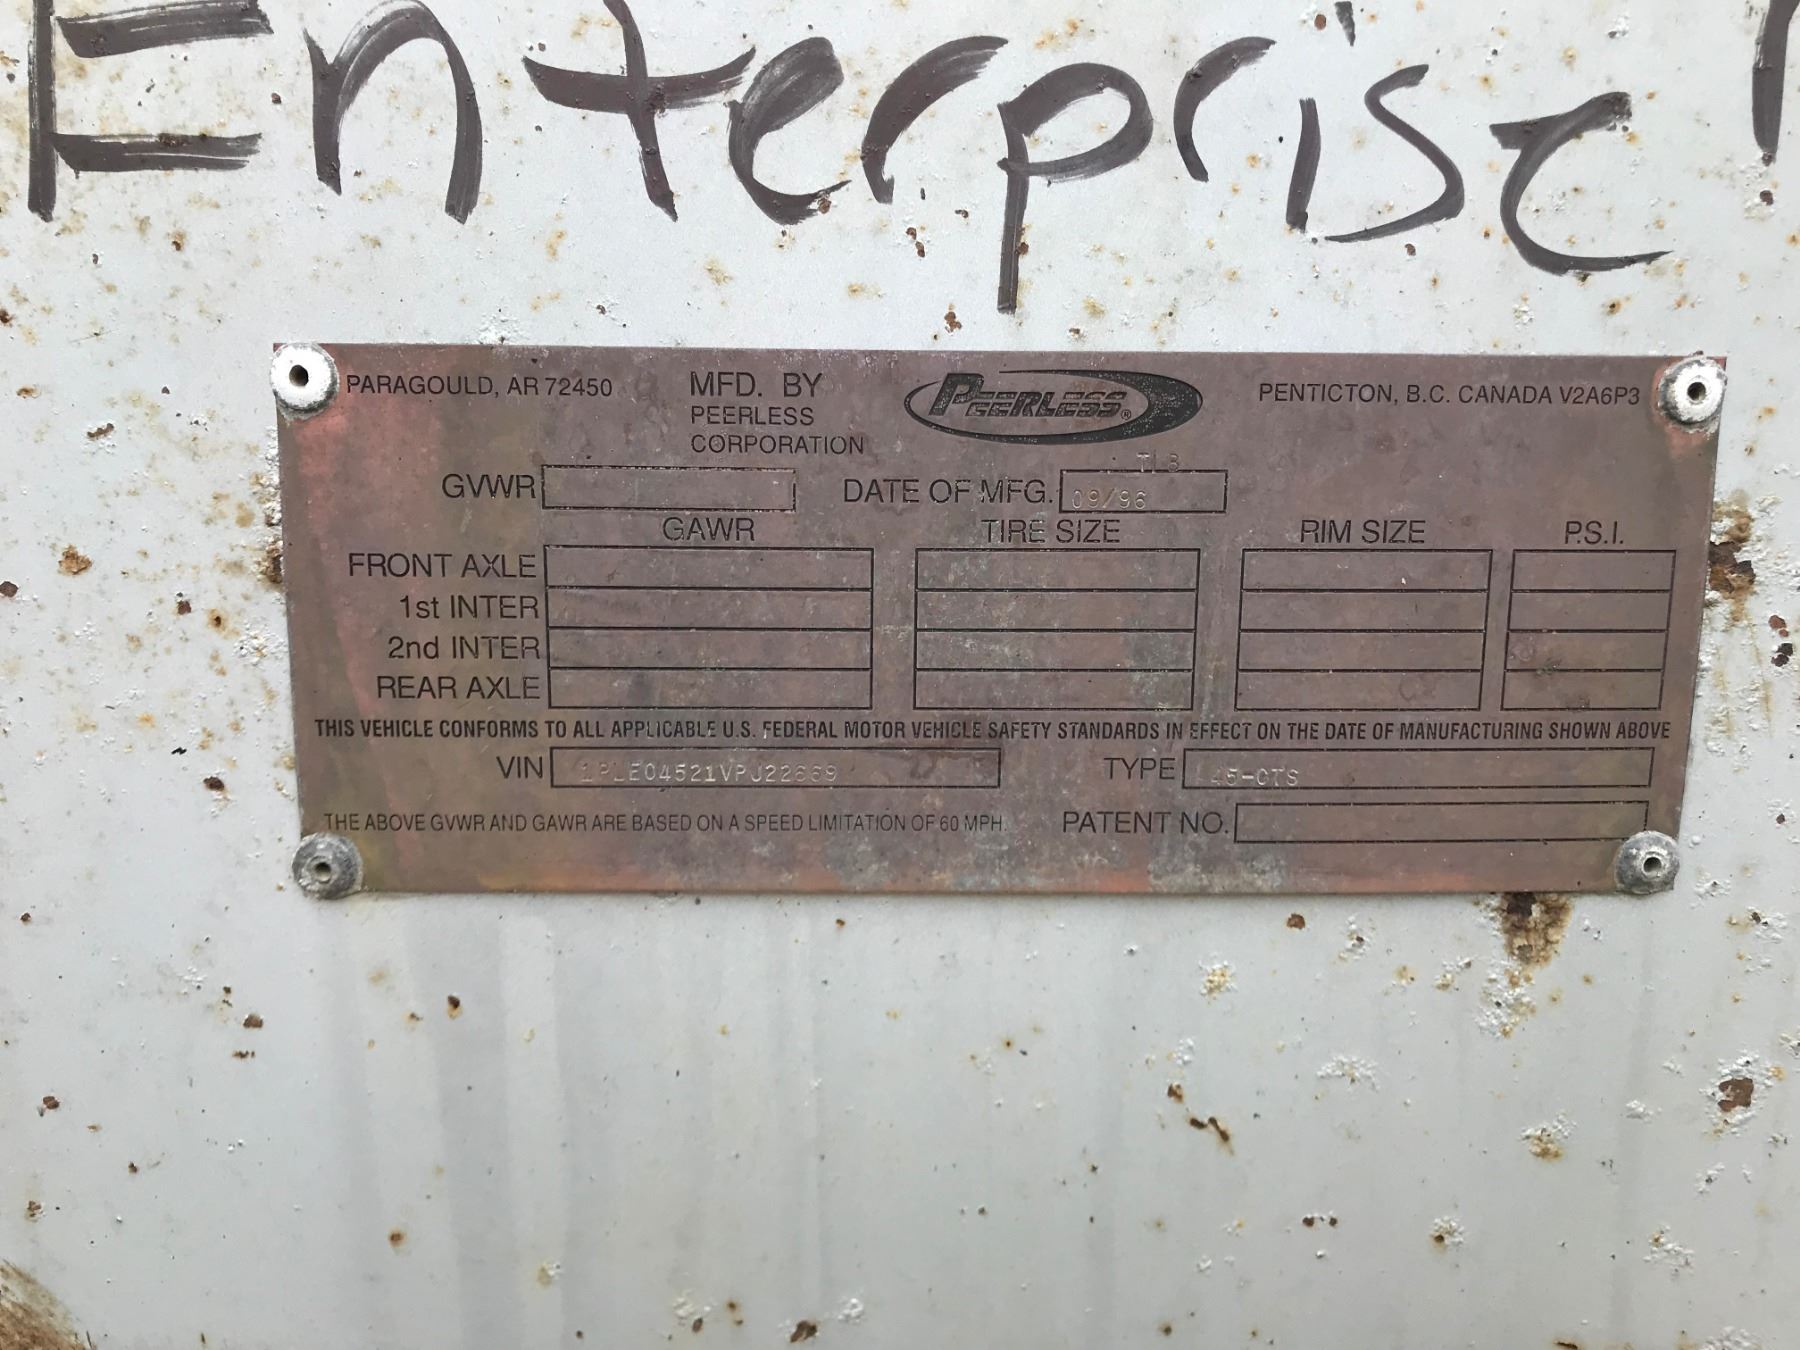 Enterprise
PARAGOULD, AR 72450
MFD. BY
PEERLESS
CORPORATION
PEERLESS®
PENTICTON, B.C. CANADA V2A6P3
TLB
GVWR
DATE OF MFG. 09/96
GAWR TIRE SIZE RIM SIZE P.S.I.
FRONT AXLE
1st INTER
2nd INTER
REAR AXLE
THIS VEHICLE CONFORMS TO ALL APPLICABLE U.S. FEDERAL MOTOR VEHICLE SAFETY STANDARDS IN EFFECT ON THE DATE OF MANUFACTURING SHOWN ABOVE
VIN
TYPE 45-CTS
THE ABOVE GVWR AND GAWR ARE BASED ON A SPEED LIMITATION OF 60 MPH.
PATENT NO.